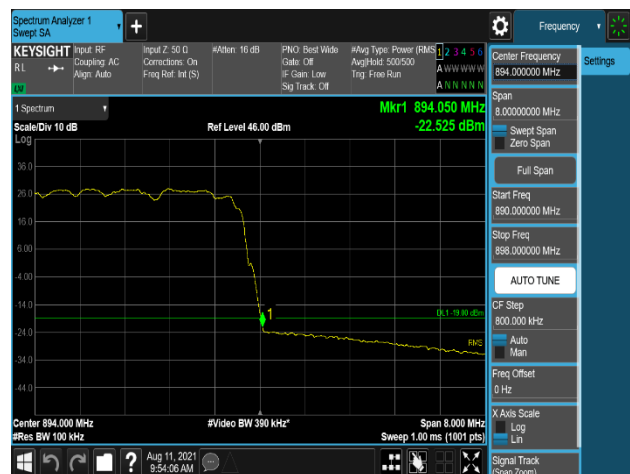 Spectrum Analyzer 1
Swept SA
+
Frequency
KEYSIGHT
RL
LXI
Input: RF
Coupling: AC
Align: Auto
Input Z: 50 Ω
Corrections: On
Freq Ref: Int (S)
#Atten: 16 dB
PNO: Best Wide
Gate: Off
IF Gain: Low
Sig Track: Off
#Avg Type: Power (RMS
Avg|Hold: 500/500
Trig: Free Run
1 2 3 4 5 6
A W W W W W
A N N N N N
1 Spectrum
Scale/Div 10 dB
Ref Level 46.00 dBm
Mkr1 894.050 MHz
-22.525 dBm
Log
36.0
26.0
16.0
6.00
-4.00
-14.0
-24.0
-34.0
-44.0
1
DL1 -19.80 dBm
RMS
Center 894.000 MHz
#Res BW 100 kHz
#Video BW 390 kHz*
Span 8.000 MHz
Sweep 1.00 ms (1001 pts)
Aug 11, 2021
9:54:06 AM
?
Center Frequency
894.000000 MHz
Span
8.00000000 MHz
Swept Span
Zero Span
Full Span
Start Freq
890.000000 MHz
Stop Freq
898.000000 MHz
AUTO TUNE
CF Step
800.000 kHz
Auto
Man
Freq Offset
0 Hz
X Axis Scale
Log
Lin
Signal Track
(Span Zoom)
Settings